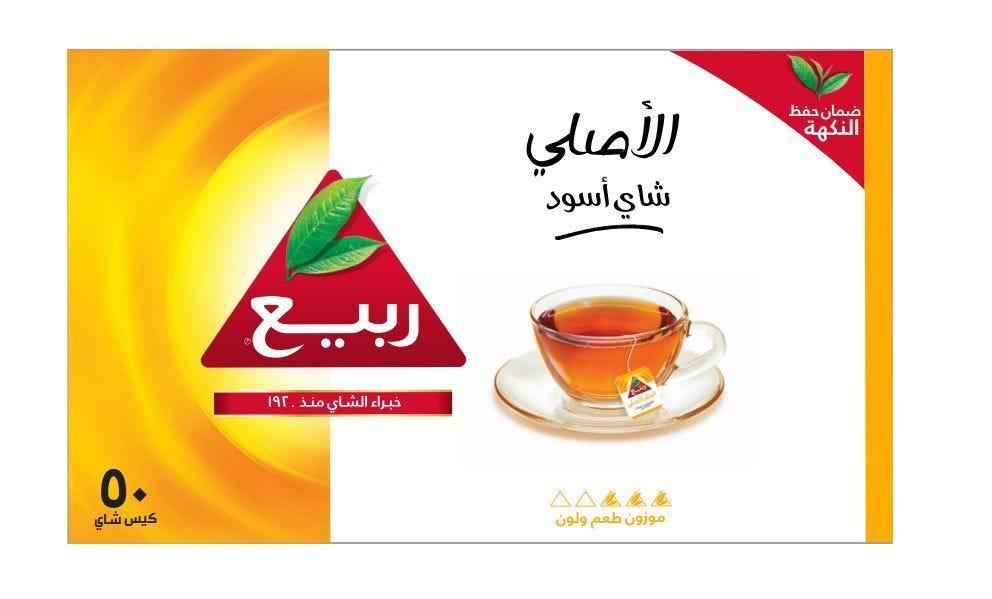 ضمان حفظ
النكهة
الأصلي
شاي أسود
ربيع
خبراء الشاي منذ ١٩٢٠
٥٠
كيس شاي
موزون طعم ولون